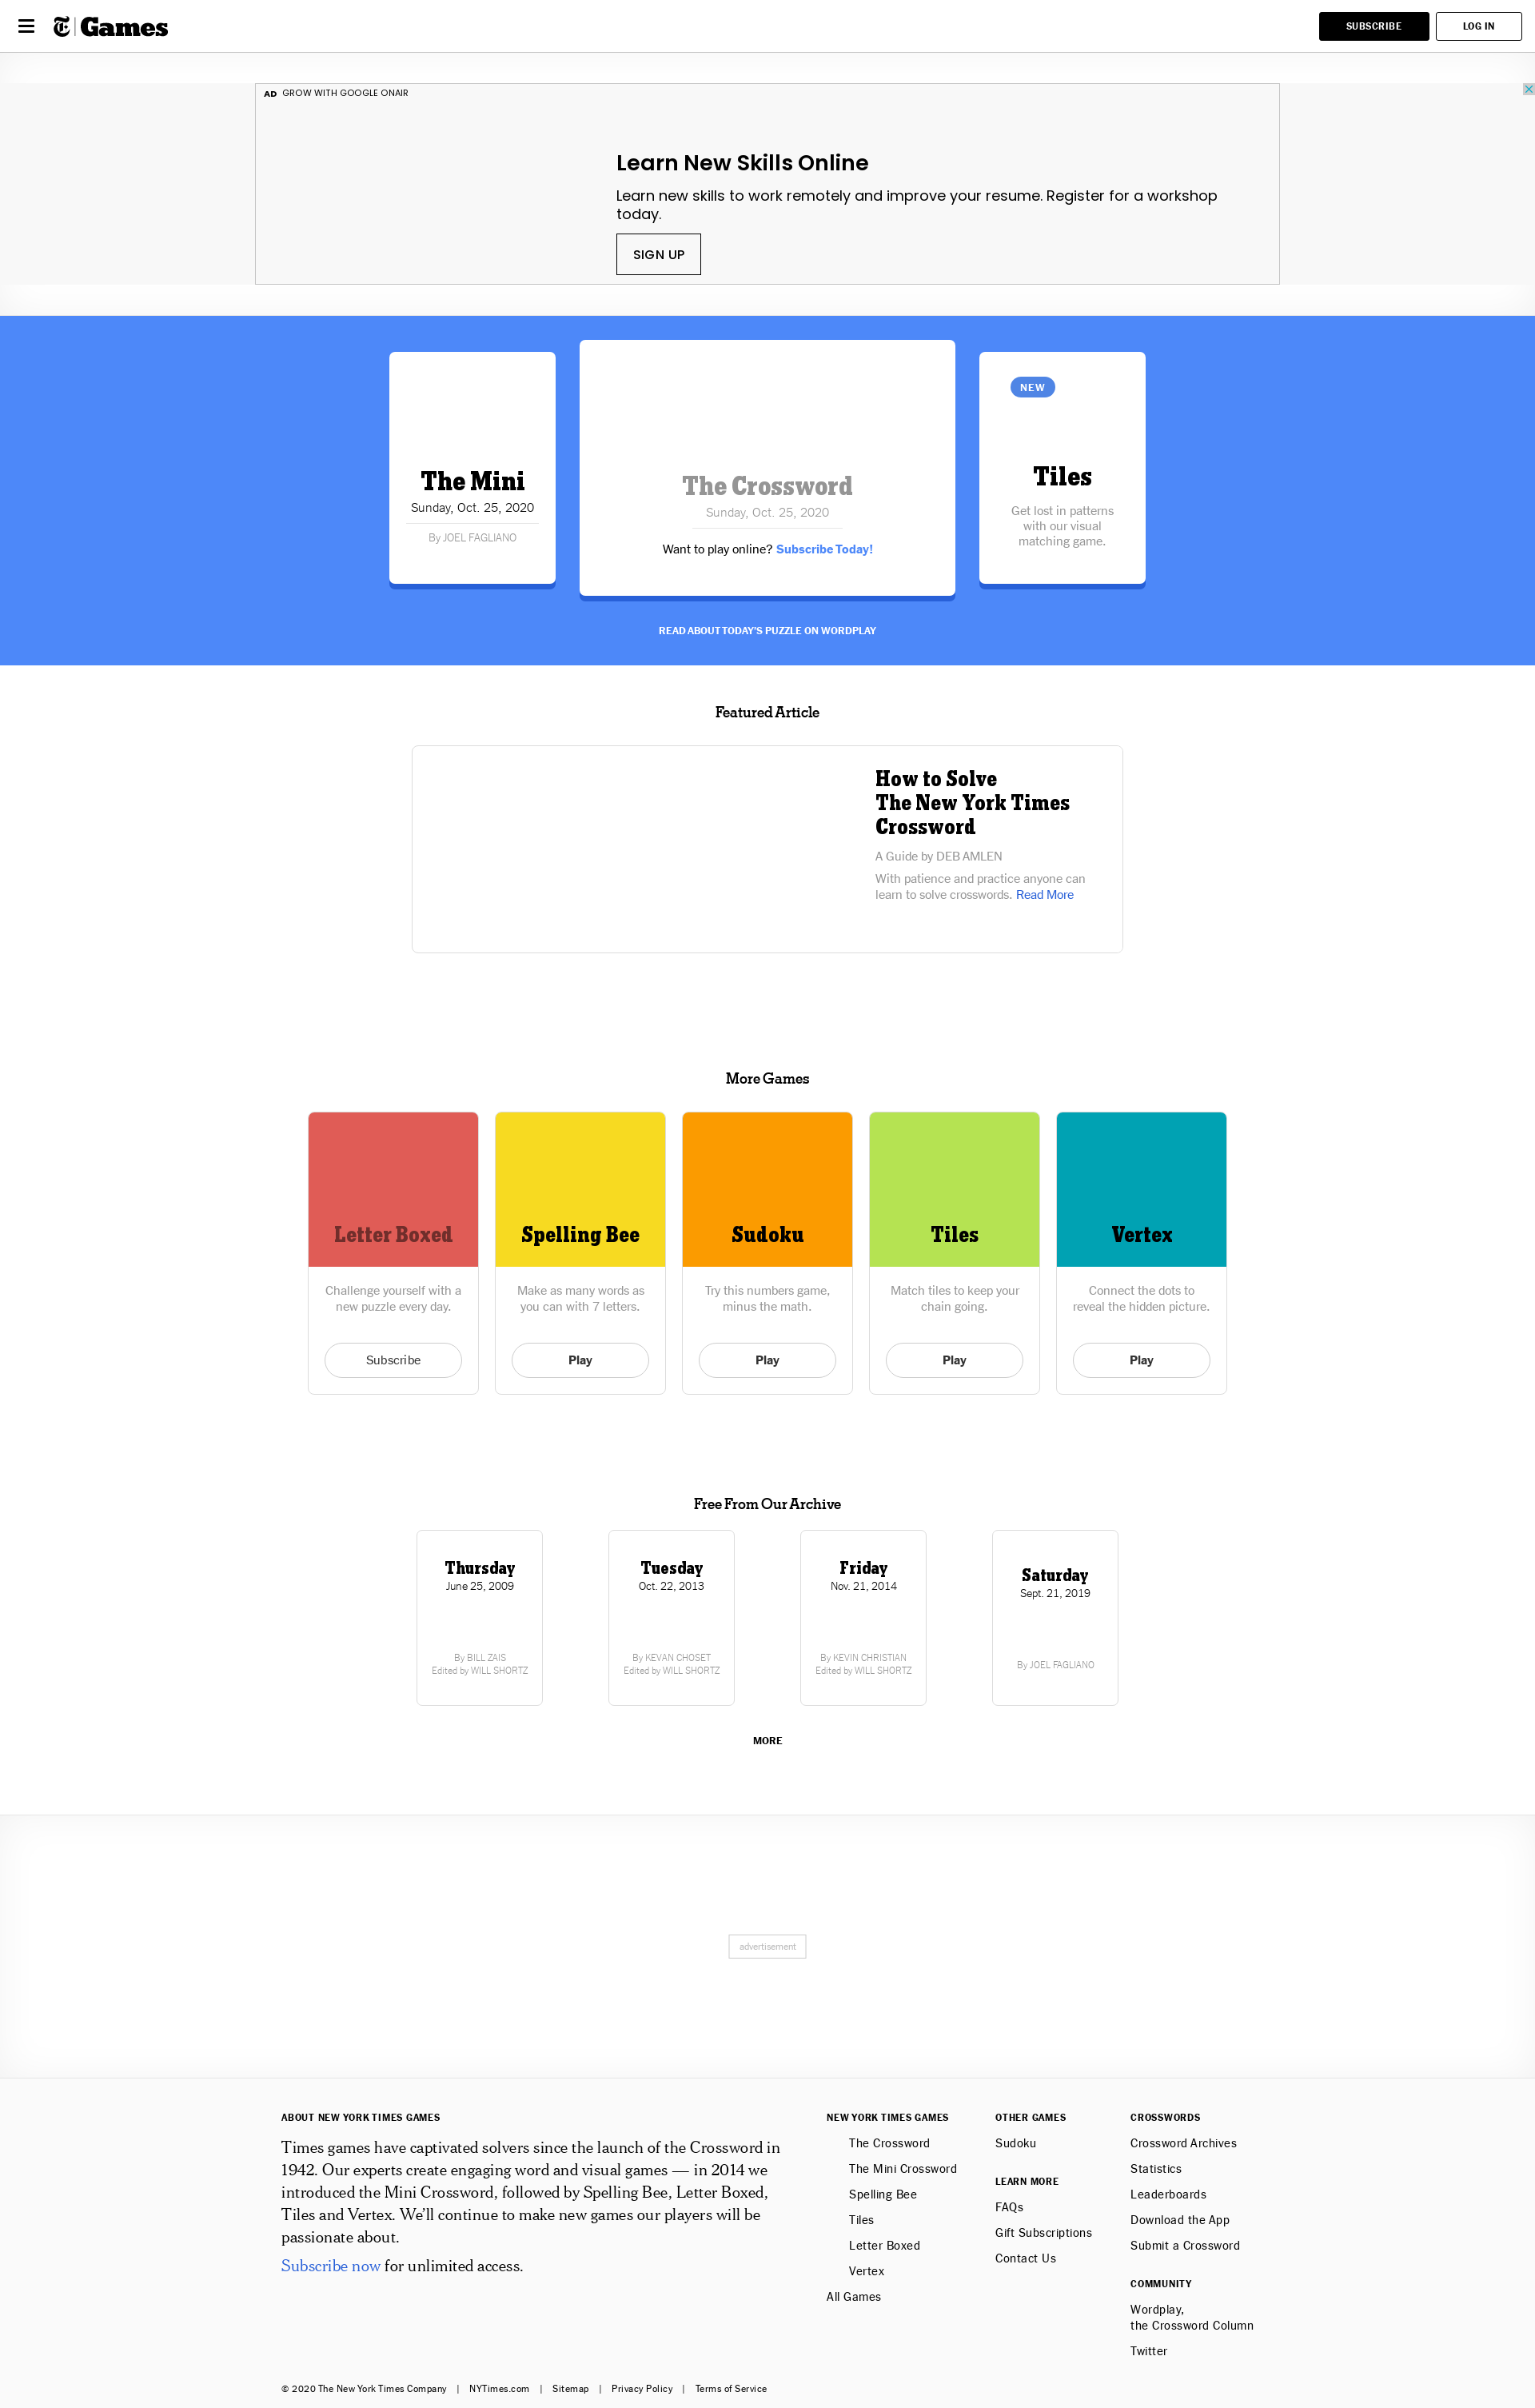 Games
SUBSCRIBE
LOG IN
AD GROW WITH GOOGLE ONAIR
Learn New Skills Online
Learn new skills to work remotely and improve your resume. Register for a workshop
today.
SIGN UP
The Mini
Sunday, Oct. 25, 2020
By JOEL FAGLIANO
The Crossword
Sunday, Oct. 25, 2020
Want to play online? Subscribe Today!
NEW
Tiles
Get lost in patterns
with our visual
matching game.
READ ABOUT TODAY'S PUZZLE ON WORDPLAY
Featured Article
How to Solve
The New York Times
Crossword
A Guide by DEB AMLEN
With patience and practice anyone can
learn to solve crosswords. Read More
More Games
Letter Boxed
Challenge yourself with a
new puzzle every day.
Subscribe
Spelling Bee
Make as many words as
you can with 7 letters.
Play
Sudoku
Try this numbers game,
minus the math.
Play
Tiles
Match tiles to keep your
chain going.
Play
Vertex
Connect the dots to
reveal the hidden picture.
Play
Free From Our Archive
Thursday
June 25, 2009
By BILL ZAIS
Edited by WILL SHORTZ
Tuesday
Oct. 22, 2013
By KEVAN CHOSET
Edited by WILL SHORTZ
Friday
Nov. 21, 2014
By KEVIN CHRISTIAN
Edited by WILL SHORTZ
Saturday
Sept. 21, 2019
By JOEL FAGLIANO
MORE
advertisement
ABOUT NEW YORK TIMES GAMES
Times games have captivated solvers since the launch of the Crossword in
1942. Our experts create engaging word and visual games — in 2014 we
introduced the Mini Crossword, followed by Spelling Bee, Letter Boxed,
Tiles and Vertex. We’ll continue to make new games our players will be
passionate about.
Subscribe now for unlimited access.
NEW YORK TIMES GAMES
The Crossword
The Mini Crossword
Spelling Bee
Tiles
Letter Boxed
Vertex
All Games
OTHER GAMES
Sudoku
LEARN MORE
FAQs
Gift Subscriptions
Contact Us
CROSSWORDS
Crossword Archives
Statistics
Leaderboards
Download the App
Submit a Crossword
COMMUNITY
Wordplay,
the Crossword Column
Twitter
© 2020 The New York Times Company | NYTimes.com | Sitemap | Privacy Policy | Terms of Service